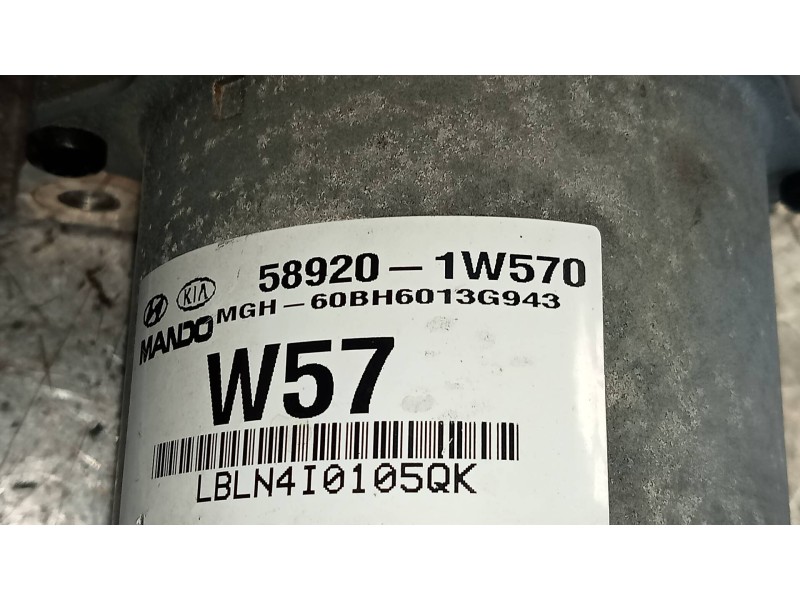 58920-1W570
KIA
MGH-60BH6013G943
MANDO
W57
LBLN4I0105QK